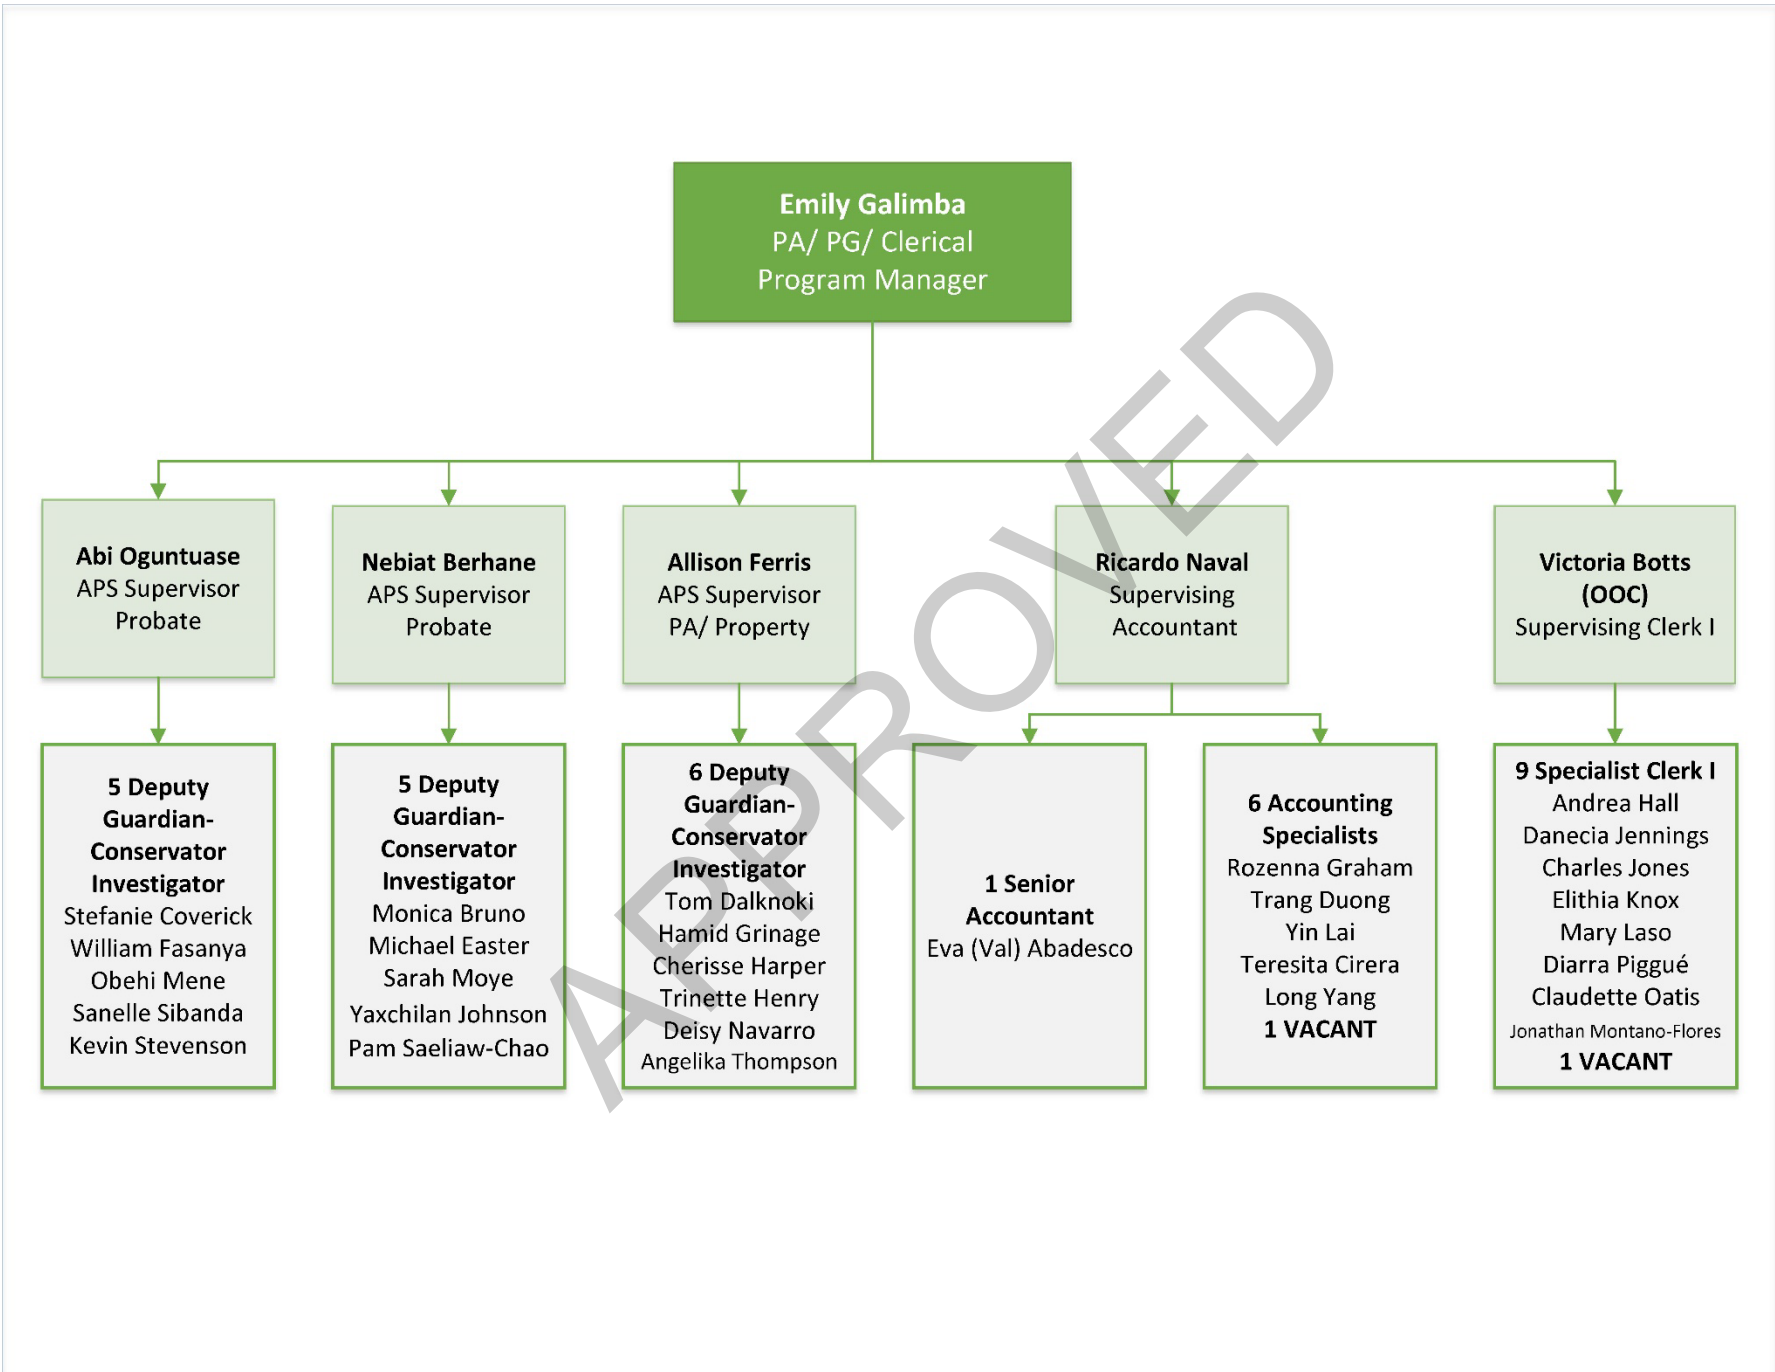 Emily Galimba
PA/ PG/ Clerical
Program Manager
Abi Oguntuase
APS Supervisor
Probate
Nebiat Berhane
APS Supervisor
Probate
Allison Ferris
APS Supervisor
PA/ Property
Ricardo Naval
Supervising
Accountant
Victoria Botts
(OOC)
Supervising Clerk I
5 Deputy
Guardian-
Conservator
Investigator
Stefanie Coverick
William Fasanya
Obehi Mene
Sanelle Sibanda
Kevin Stevenson
5 Deputy
Guardian-
Conservator
Investigator
Monica Bruno
Michael Easter
Sarah Moye
Yaxchilan Johnson
Pam Saeliaw-Chao
6 Deputy
Guardian-
Conservator
Investigator
Tom Dalknoki
Hamid Grinage
Cherisse Harper
Trinette Henry
Deisy Navarro
Angelika Thompson
1 Senior
Accountant
Eva (Val) Abadesco
6 Accounting
Specialists
Rozenna Graham
Trang Duong
Yin Lai
Teresita Cirera
Long Yang
1 VACANT
9 Specialist Clerk I
Andrea Hall
Danecia Jennings
Charles Jones
Elithia Knox
Mary Laso
Diarra Piggué
Claudette Oatis
Jonathan Montano-Flores
1 VACANT
APPROVED